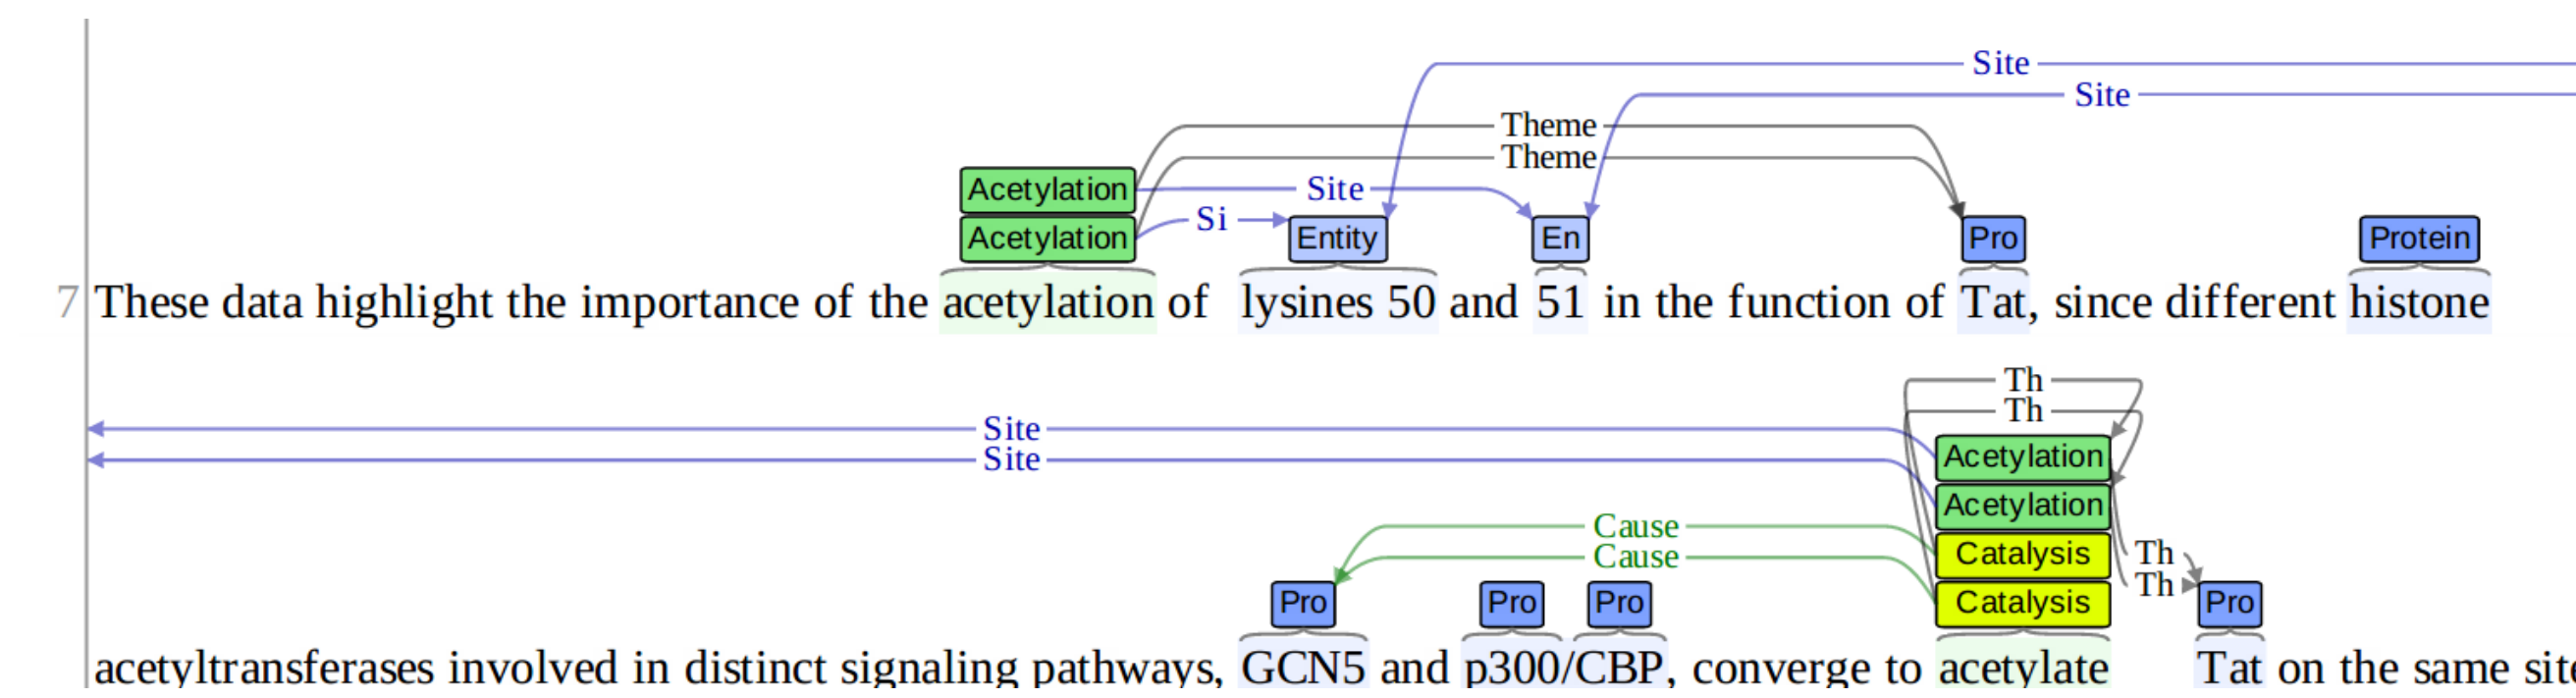 Site
Site
Theme
Theme
Acetylation Site
Acetylation Si Entity En Pro Protein
7 These data highlight the importance of the acetylation of lysines 50 and 51 in the function of Tat, since different histone
Th
Th
Site Acetylation
Site
Acetylation
Cause Catalysis Th
Cause Th
Pro Pro Pro Catalysis Pro
acetyltransferases involved in distinct signaling pathways, GCN5 and p300/CBP, converge to acetylate Tat on the same site